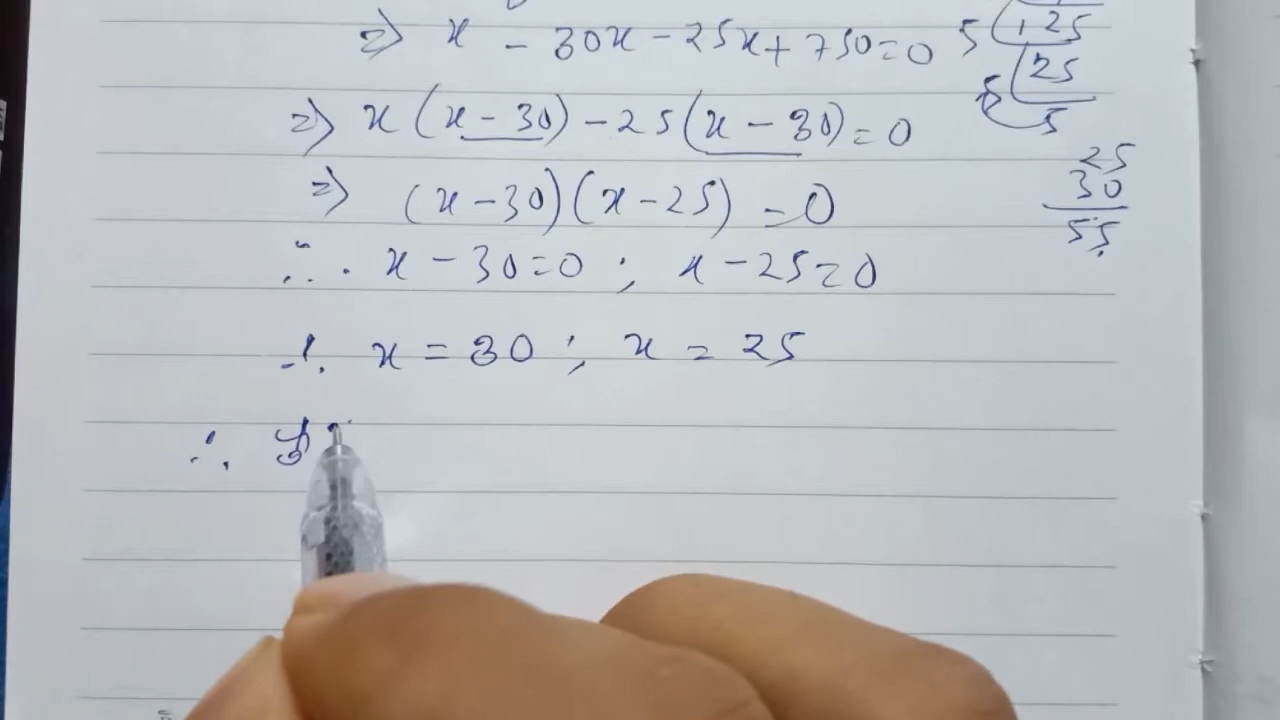 => x - 30x - 25x + 750 = 0
=> x (x - 30) - 25 (x - 30) = 0
=> (x - 30) (x - 25) = 0
∴ x - 30 = 0 ; x - 25 = 0
∴ x = 30 ; x = 25
∴
5 125
5 25
5
25
30
55